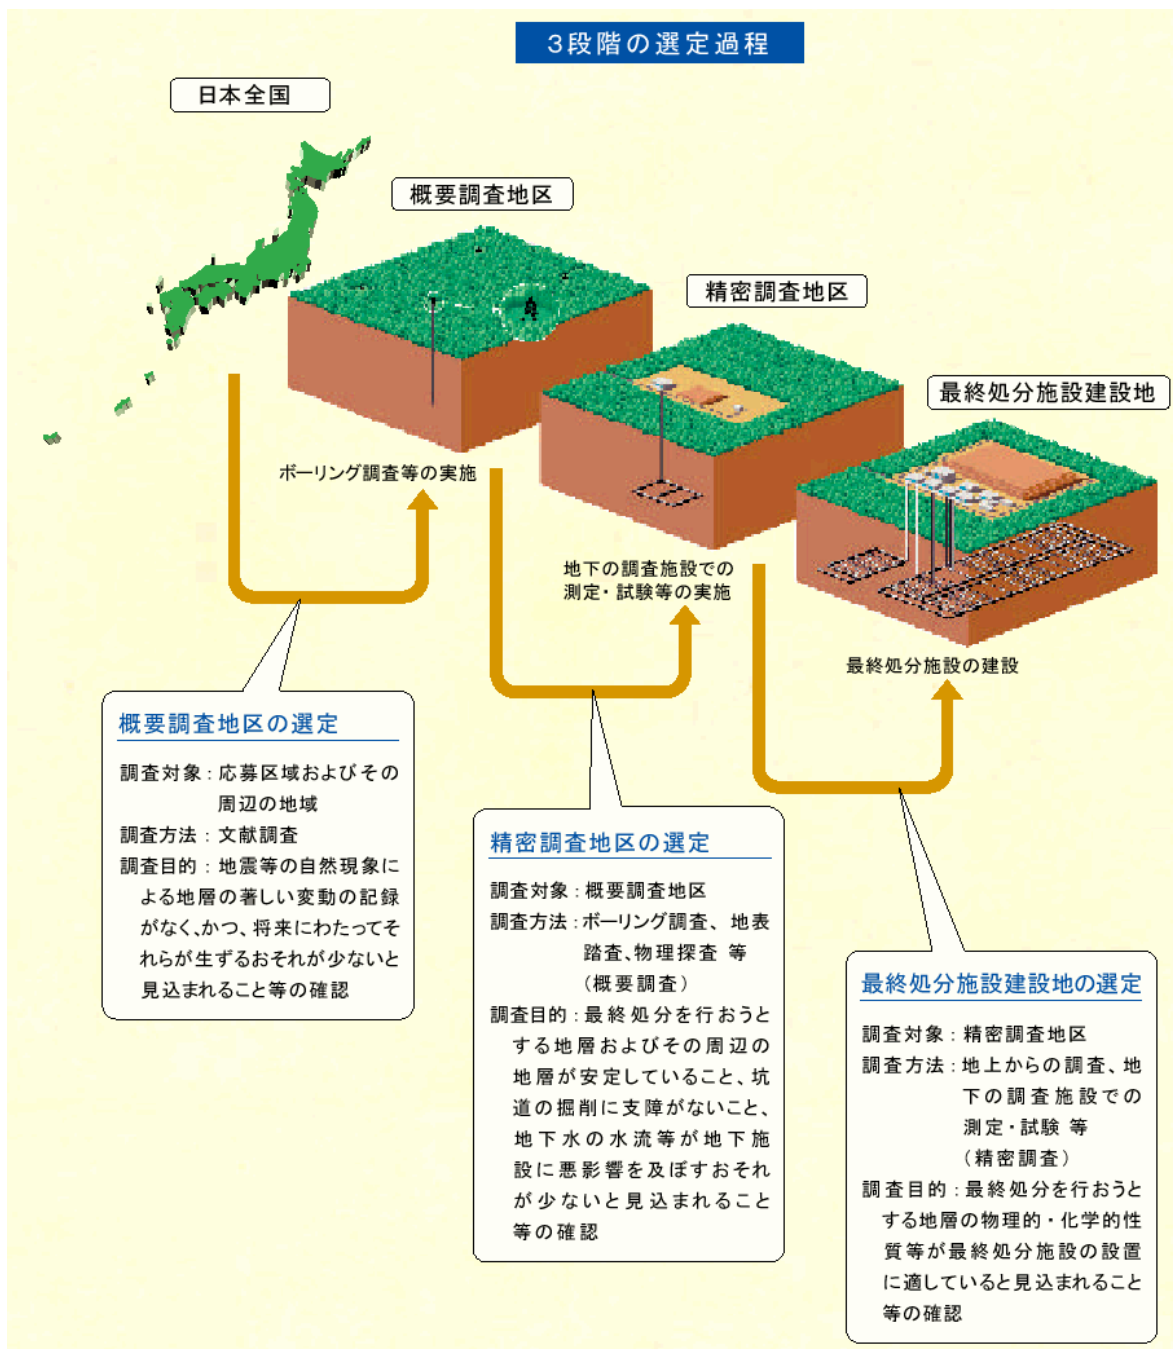 3段階の選定過程
日本全国
概要調査地区
精密調査地区
最終処分施設建設地
ボーリング調査等の実施
地下の調査施設での
測定・試験等の実施
最終処分施設の建設
概要調査地区の選定
調査対象：応募区域およびその
周辺の地域
調査方法：文献調査
調査目的：地震等の自然現象に
よる地層の著しい変動の記録
がなく、かつ、将来にわたってそ
れらが生ずるおそれが少ないと
見込まれること等の確認
精密調査地区の選定
調査対象：概要調査地区
調査方法：ボーリング調査、地表
踏査、物理探査 等
（概要調査）
調査目的：最終処分を行おうと
する地層およびその周辺の
地層が安定していること、坑
道の掘削に支障がないこと、
地下水の水流等が地下施
設に悪影響を及ぼすおそれ
が少ないと見込まれること
等の確認
最終処分施設建設地の選定
調査対象：精密調査地区
調査方法：地上からの調査、地
下の調査施設での
測定・試験 等
（精密調査）
調査目的：最終処分を行おうと
する地層の物理的・化学的性
質等が最終処分施設の設置
に適していると見込まれること
等の確認